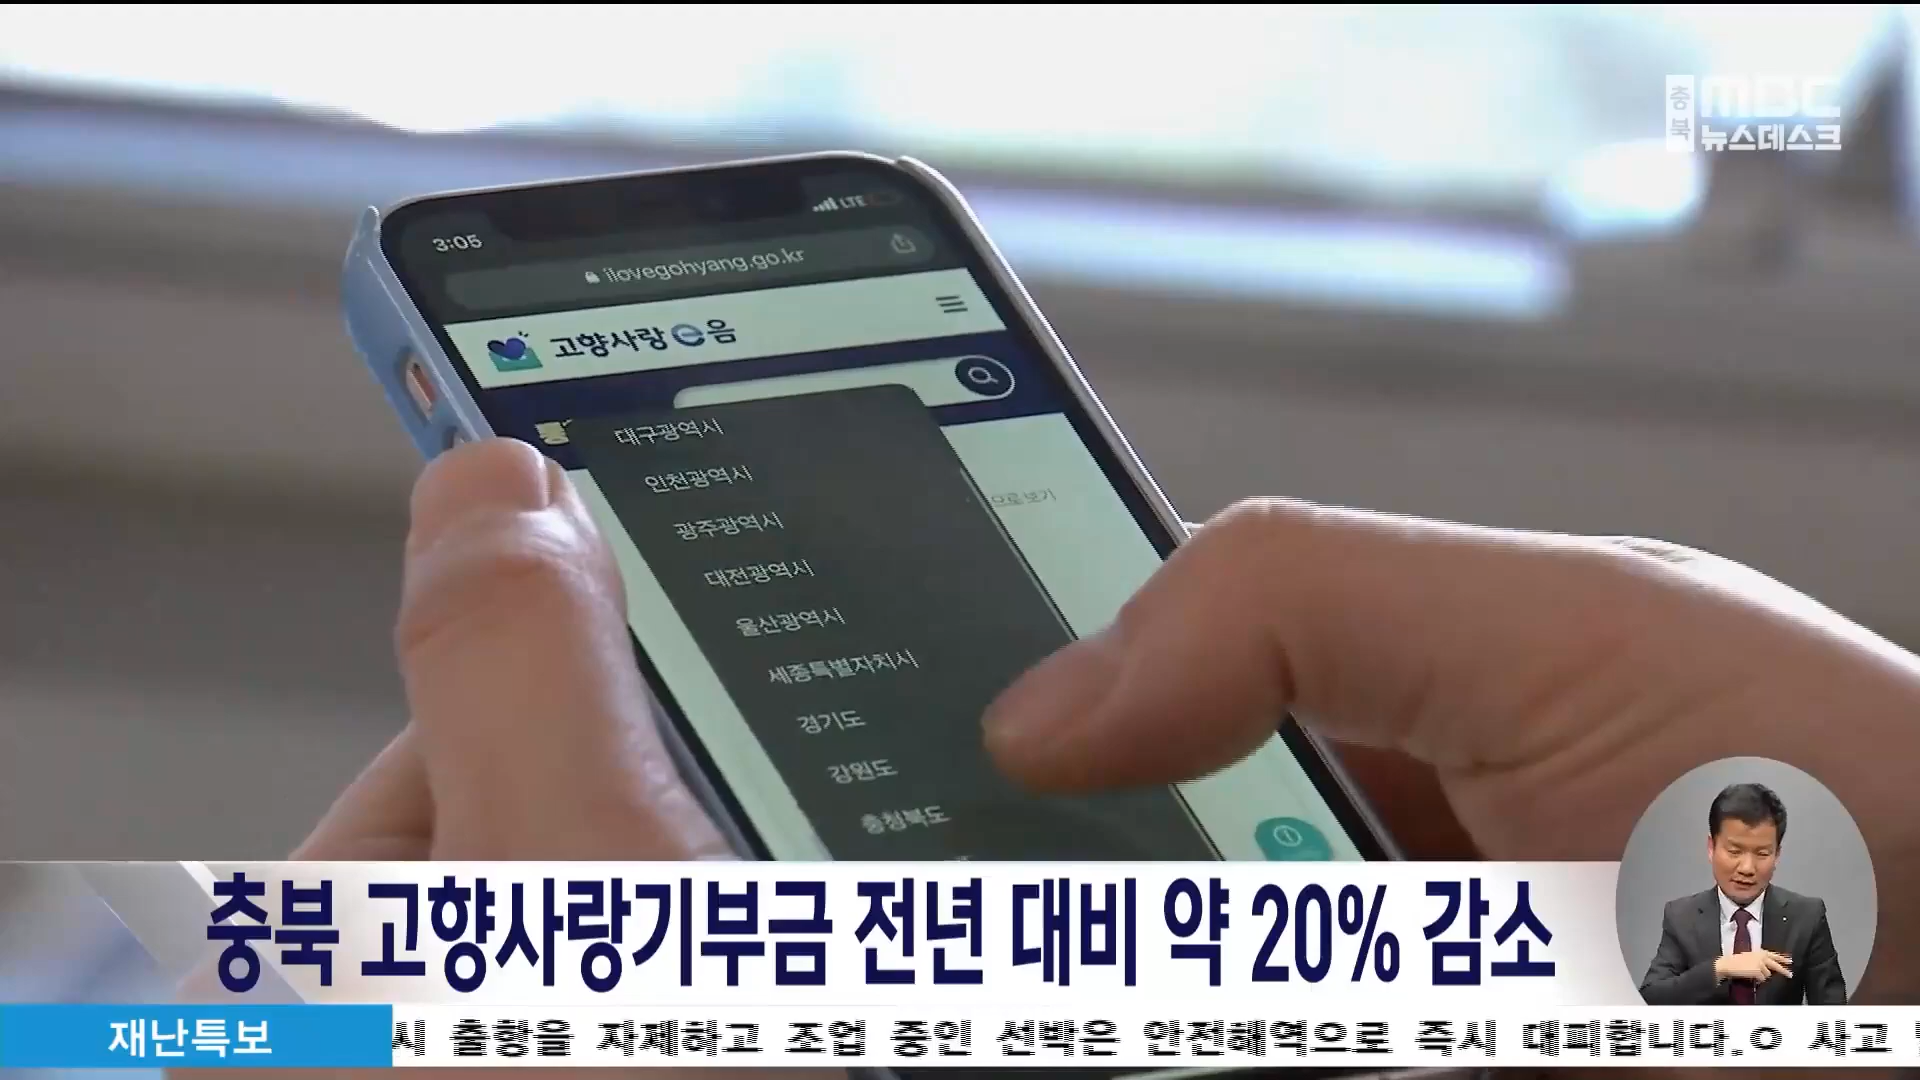 충북
MBC
뉴스데스크
3:05
LTE
ilovegohyang.go.kr
고향사랑e음
대구광역시
인천광역시
으로 보기
광주광역시
대전광역시
울산광역시
세종특별자치시
경기도
강원도
충청북도
충북 고향사랑기부금 전년 대비 약 20% 감소
재난특보
시 출항을 자제하고 조업 중인 선박은 안전해역으로 즉시 대피합니다.ㅇ 사고